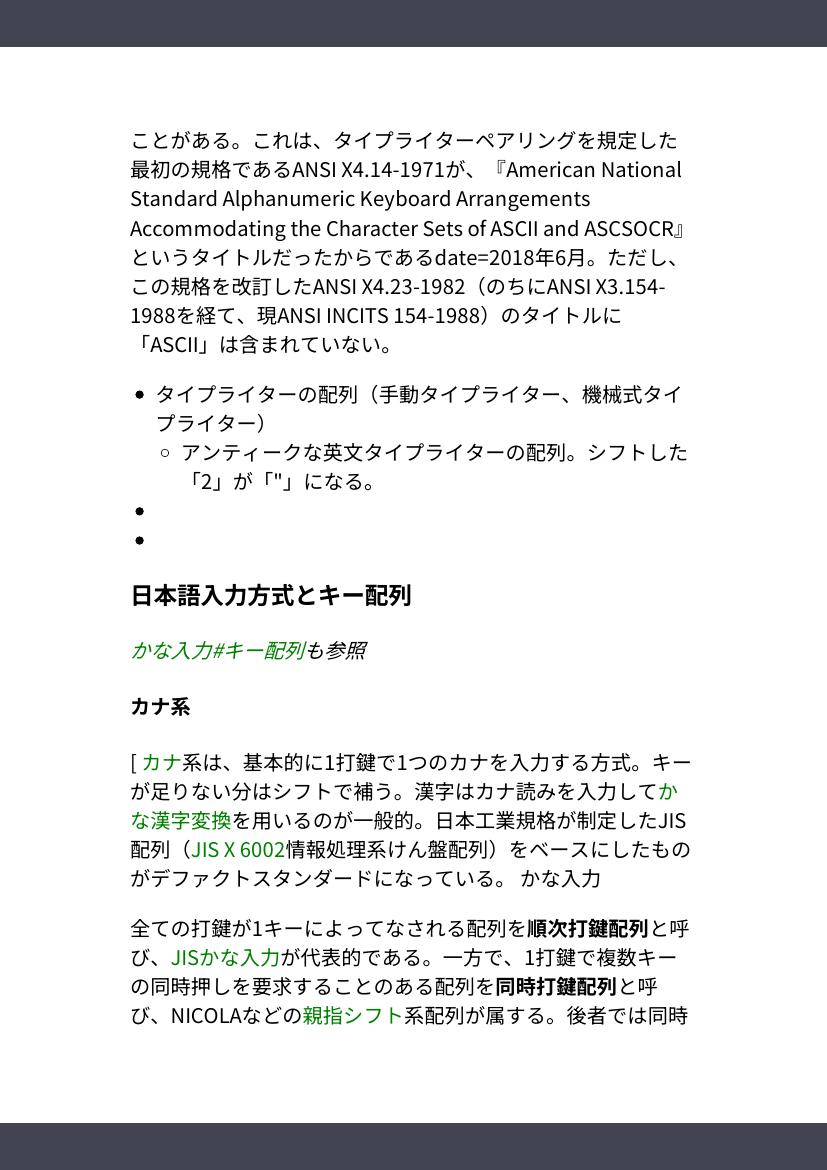 ことがある。これは、タイプライターペアリングを規定した
最初の規格であるANSI X4.14-1971が、『American National
Standard Alphanumeric Keyboard Arrangements
Accommodating the Character Sets of ASCII and ASCSOCR』
というタイトルだったからであるdate=2018年6月。ただし、
この規格を改訂したANSI X4.23-1982（のちにANSI X3.154-
1988を経て、現ANSI INCITS 154-1988）のタイトルに
「ASCII」は含まれていない。
• タイプライターの配列（手動タイプライター、機械式タイ
プライター）
○ アンティークな英文タイプライターの配列。シフトした
「2」が「"」になる。
•
•
日本語入力方式とキー配列
かな入力#キー配列も参照
カナ系
[ カナ系は、基本的に1打鍵で1つのカナを入力する方式。キー
が足りない分はシフトで補う。漢字はカナ読みを入力してか
な漢字変換を用いるのが一般的。日本工業規格が制定したJIS
配列（JIS X 6002情報処理系けん盤配列）をベースにしたもの
がデファクトスタンダードになっている。 かな入力
全ての打鍵が1キーによってなされる配列を順次打鍵配列と呼
び、JISかな入力が代表的である。一方で、1打鍵で複数キー
の同時押しを要求することのある配列を同時打鍵配列と呼
び、NICOLAなどの親指シフト系配列が属する。後者では同時